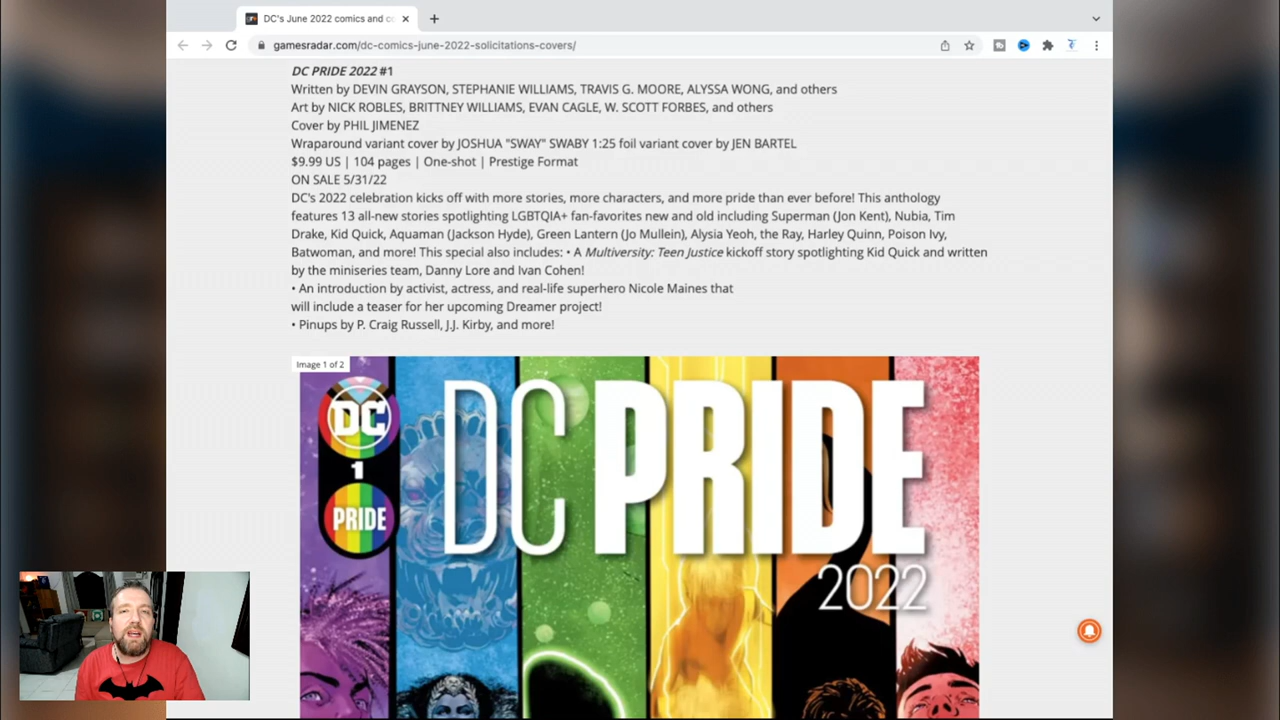 DC's June 2022 comics and co
gamesradar.com/dc-comics-june-2022-solicitations-covers/
DC PRIDE 2022 #1
Written by DEVIN GRAYSON, STEPHANIE WILLIAMS, TRAVIS G. MOORE, ALYSSA WONG, and others
Art by NICK ROBLES, BRITTNEY WILLIAMS, EVAN CAGLE, W. SCOTT FORBES, and others
Cover by PHIL JIMENEZ
Wraparound variant cover by JOSHUA "SWAY" SWABY 1:25 foil variant cover by JEN BARTEL
$9.99 US | 104 pages | One-shot | Prestige Format
ON SALE 5/31/22
DC's 2022 celebration kicks off with more stories, more characters, and more pride than ever before! This anthology
features 13 all-new stories spotlighting LGBTQIA+ fan-favorites new and old including Superman (Jon Kent), Nubia, Tim
Drake, Kid Quick, Aquaman (Jackson Hyde), Green Lantern (Jo Mullein), Alysia Yeoh, the Ray, Harley Quinn, Poison Ivy,
Batwoman, and more! This special also includes: • A Multiversity: Teen Justice kickoff story spotlighting Kid Quick and written
by the miniseries team, Danny Lore and Ivan Cohen!
• An introduction by activist, actress, and real-life superhero Nicole Maines that
will include a teaser for her upcoming Dreamer project!
• Pinups by P. Craig Russell, J.J. Kirby, and more!
Image 1 of 2
DC
1
PRIDE
DC PRIDE
2022